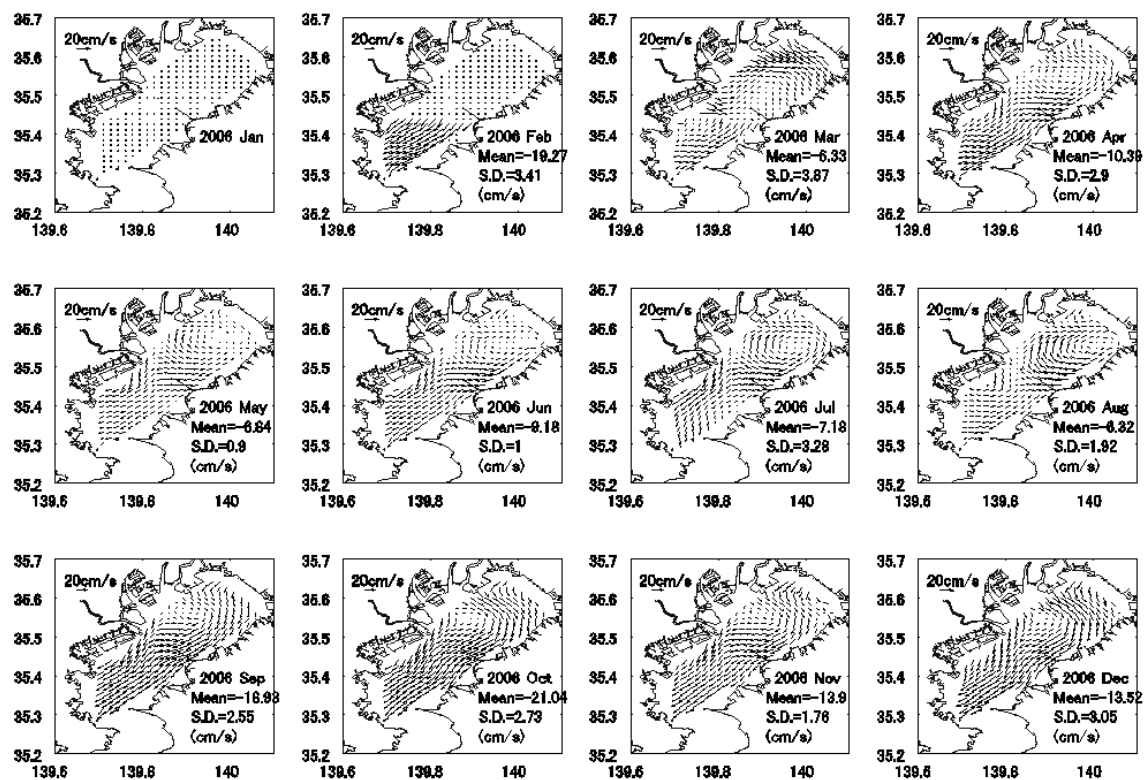 35.7
20cm/s
35.6
35.5
35.4
2006 Jan
35.3
35.2
139.6
139.8
140
35.7
20cm/s
35.6
35.5
35.4
2006 Feb
Mean=-19.27
35.3
S.D.=3.41
(cm/s)
35.2
139.6
139.8
140
35.7
20cm/s
35.6
35.5
35.4
2006 Mar
Mean=-6.33
35.3
S.D.=3.87
(cm/s)
35.2
139.6
139.8
140
35.7
20cm/s
35.6
35.5
35.4
2006 Apr
Mean=-10.39
35.3
S.D.=2.9
(cm/s)
35.2
139.6
139.8
140
35.7
20cm/s
35.6
35.5
35.4
2006 May
Mean=-6.84
35.3
S.D.=0.9
(cm/s)
35.2
139.6
139.8
140
35.7
20cm/s
35.6
35.5
35.4
2006 Jun
Mean=-9.18
35.3
S.D.=1
(cm/s)
35.2
139.6
139.8
140
35.7
20cm/s
35.6
35.5
35.4
2006 Jul
Mean=-7.18
35.3
S.D.=3.28
(cm/s)
35.2
139.6
139.8
140
35.7
20cm/s
35.6
35.5
35.4
2006 Aug
Mean=-6.32
35.3
S.D.=1.92
(cm/s)
35.2
139.6
139.8
140
35.7
20cm/s
35.6
35.5
35.4
2006 Sep
35.3
S.D.=2.55
(cm/s)
35.2
139.6
139.8
140
35.7
20cm/s
35.6
35.5
35.4
2006 Oct
Mean=-21.04
35.3
S.D.=2.73
(cm/s)
35.2
139.6
139.8
140
35.7
20cm/s
35.6
35.5
35.4
2006 Nov
Mean=-13.9
35.3
S.D.=1.76
(cm/s)
35.2
139.6
139.8
140
35.7
20cm/s
35.6
35.5
35.4
2006 Dec
Mean=-13.52
35.3
S.D.=3.05
(cm/s)
35.2
139.6
139.8
140